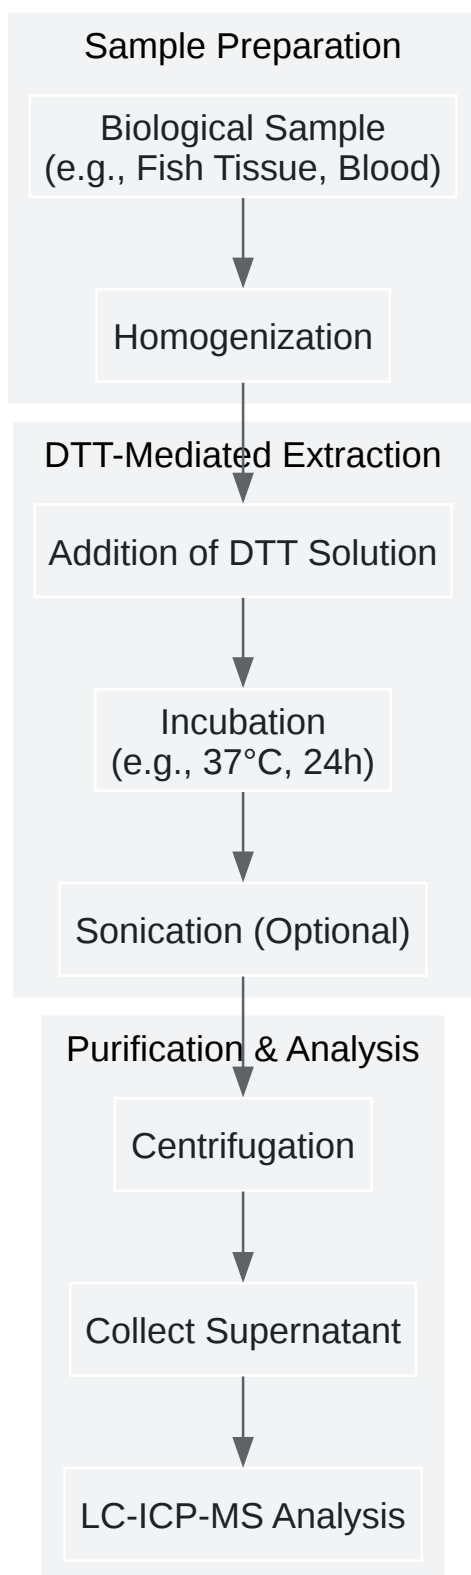 Sample Preparation
Biological Sample
(e.g., Fish Tissue, Blood)
Homogenization
DTT-Mediated Extraction
Addition of DTT Solution
Incubation
(e.g., 37°C, 24h)
Sonication (Optional)
Purification & Analysis
Centrifugation
Collect Supernatant
LC-ICP-MS Analysis